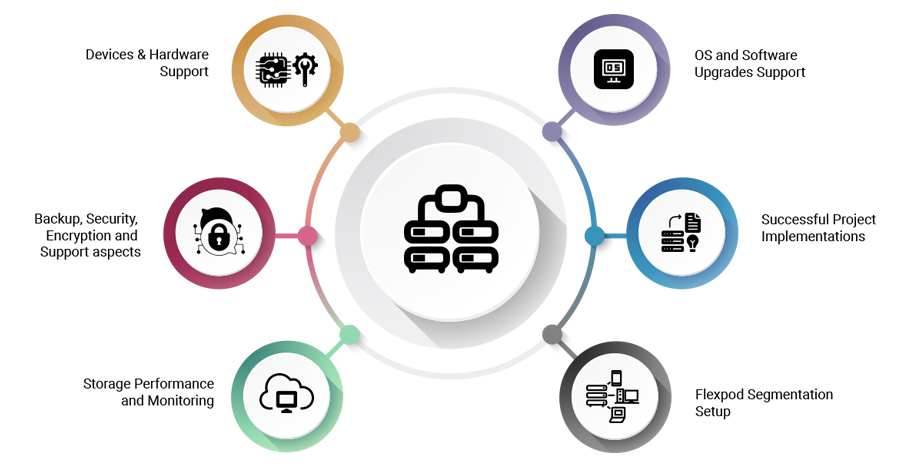 Devices & Hardware
Support
OS and Software
Upgrades Support
OS
Backup, Security,
Encryption and
Support aspects
Successful Project
Implementations
Storage Performance
and Monitoring
Flexpod Segmentation
Setup